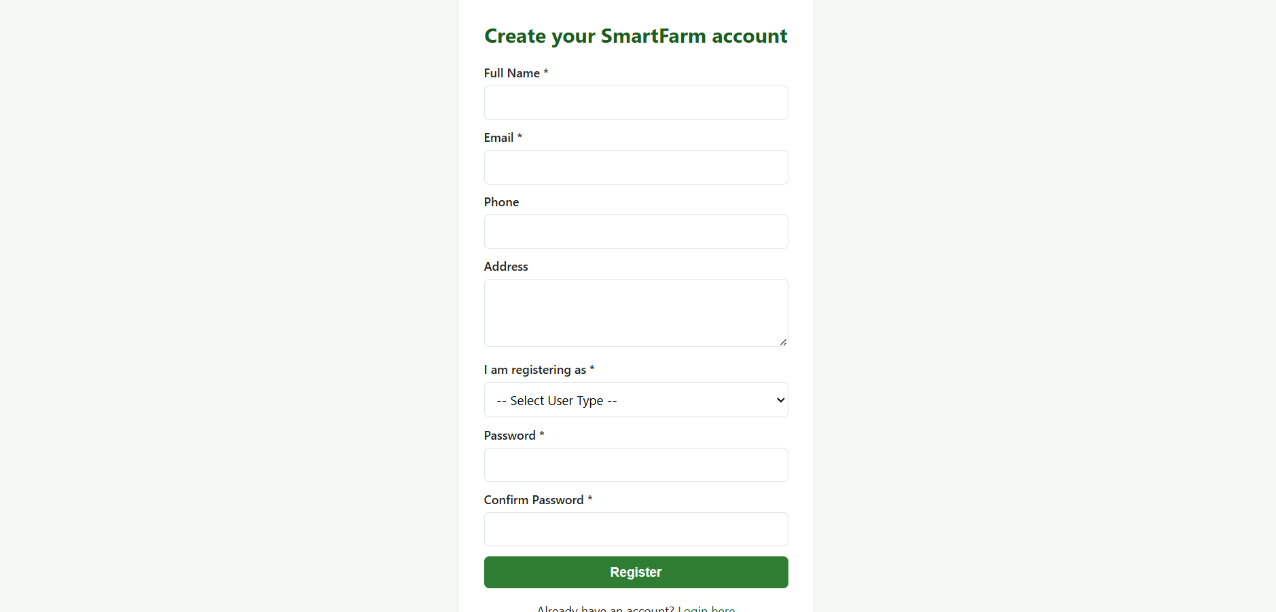 Create your SmartFarm account
Full Name *
Email *
Phone
Address
I am registering as *
-- Select User Type --
Password *
Confirm Password *
Register
Already have an account? Login here